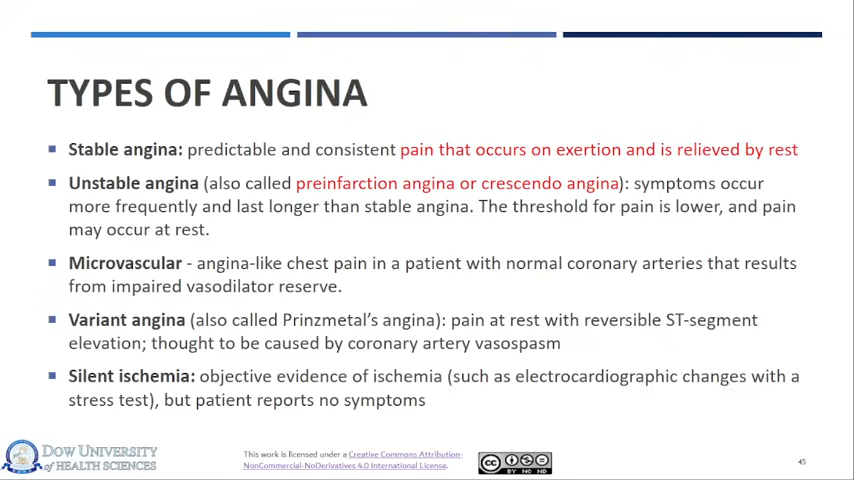 TYPES OF ANGINA
Stable angina: predictable and consistent pain that occurs on exertion and is relieved by rest
Unstable angina (also called preinfarction angina or crescendo angina): symptoms occur
more frequently and last longer than stable angina. The threshold for pain is lower, and pain
may occur at rest.
Microvascular - angina-like chest pain in a patient with normal coronary arteries that results
from impaired vasodilator reserve.
Variant angina (also called Prinzmetal's angina): pain at rest with reversible ST-segment
elevation; thought to be caused by coronary artery vasospasm
Silent ischemia: objective evidence of ischemia (such as electrocardiographic changes with a
stress test), but patient reports no symptoms
DOW UNIVERSITY
OF HEALTH SCIENCES
This work is licensed under a Creative Commons Attribution-
NonCommercial-NoDerivatives 4.0 International License.
CC
BY NC ND
45